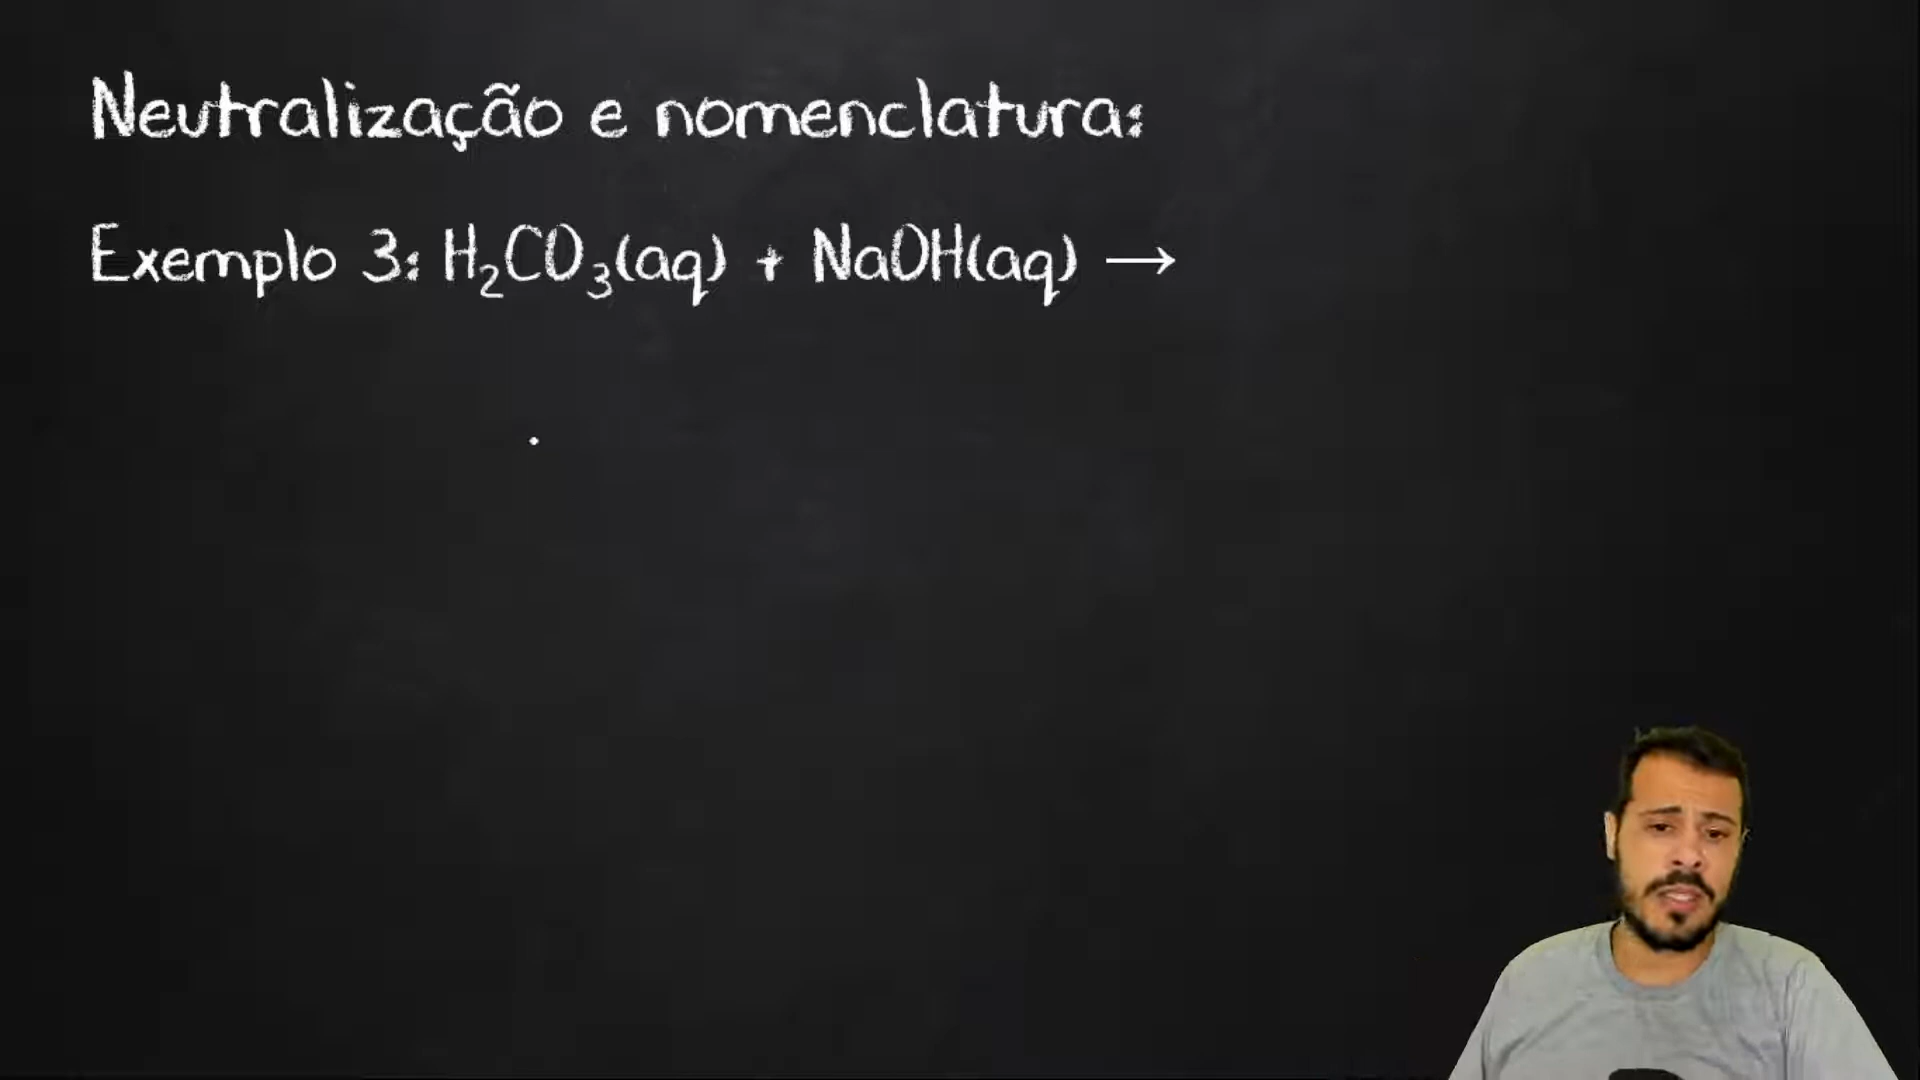 Neutralização e nomenclatura:
Exemplo 3: H₂CO₃(aq) + NaOH(aq) →